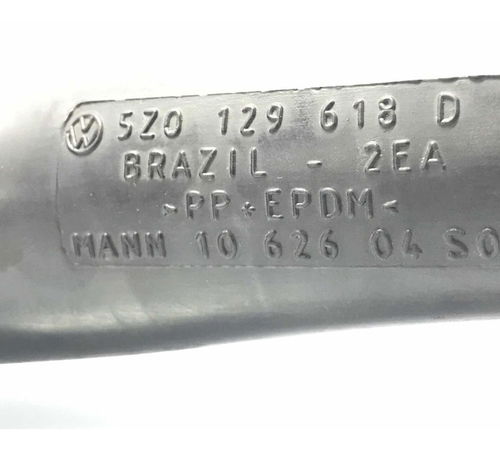 5Z0 129 618 D
BRAZIL - 2EA
>PP+EPDM<
MANN 10 626 04 S0